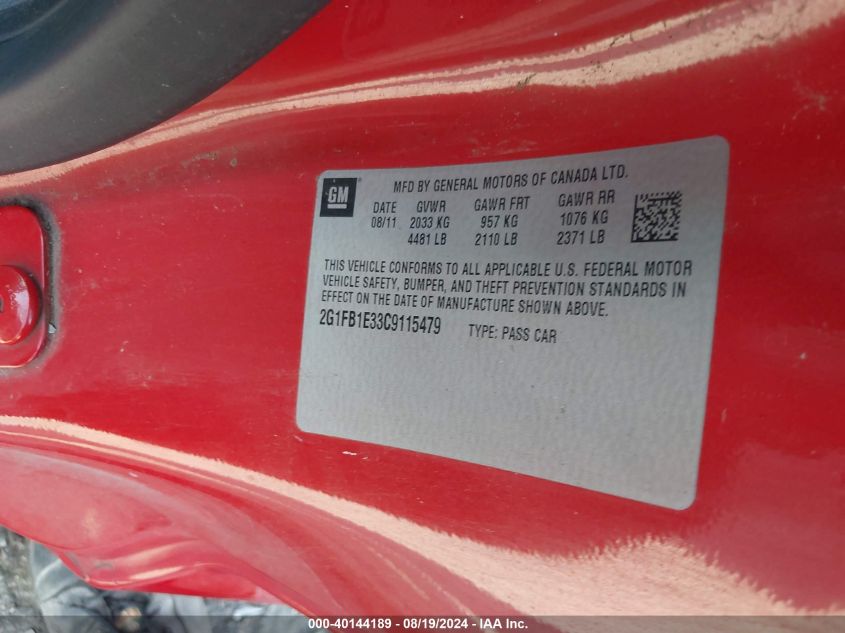 GM
MFD BY GENERAL MOTORS OF CANADA LTD.
DATE GVWR GAWR FRT GAWR RR
08/11 2033 KG 957 KG 1076 KG
4481 LB 2110 LB 2371 LB
THIS VEHICLE CONFORMS TO ALL APPLICABLE U.S. FEDERAL MOTOR
VEHICLE SAFETY, BUMPER, AND THEFT PREVENTION STANDARDS IN
EFFECT ON THE DATE OF MANUFACTURE SHOWN ABOVE.
2G1FB1E33C9115479 TYPE: PASS CAR
000-40144189 - 08/19/2024 - IAA Inc.